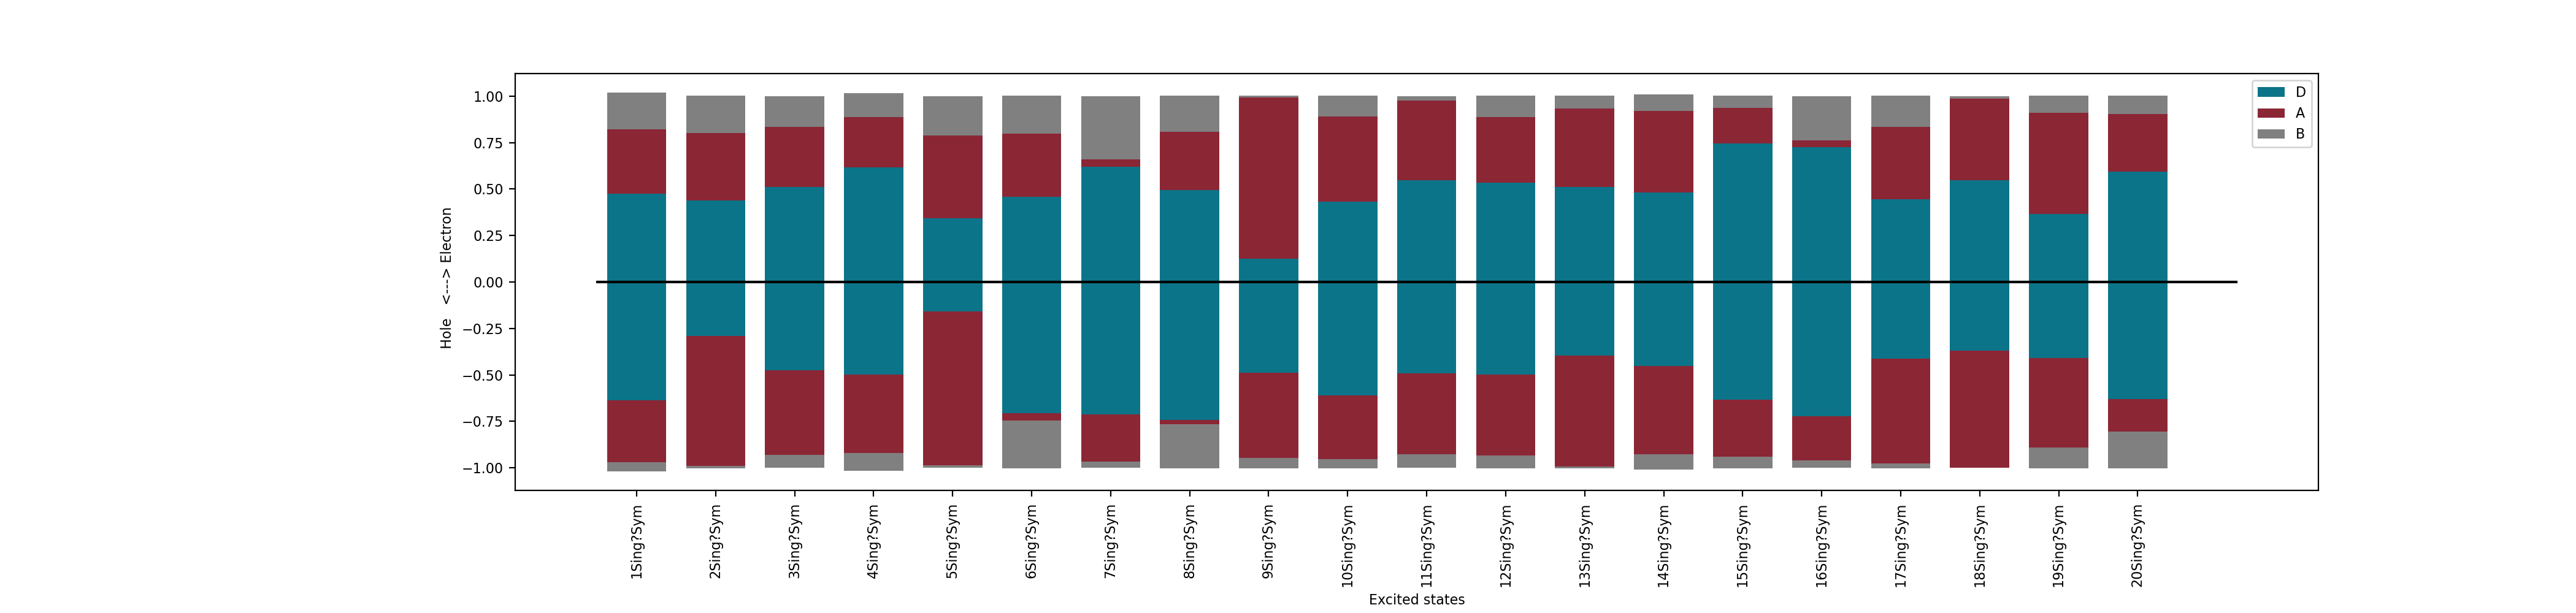 1.00
0.75
0.50
0.25
0.00
−0.25
−0.50
−0.75
−1.00
Hole <----> Electron
D
A
B
1Sing?Sym
2Sing?Sym
3Sing?Sym
4Sing?Sym
5Sing?Sym
6Sing?Sym
7Sing?Sym
8Sing?Sym
9Sing?Sym
10Sing?Sym
11Sing?Sym
12Sing?Sym
13Sing?Sym
14Sing?Sym
15Sing?Sym
16Sing?Sym
17Sing?Sym
18Sing?Sym
19Sing?Sym
20Sing?Sym
Excited states